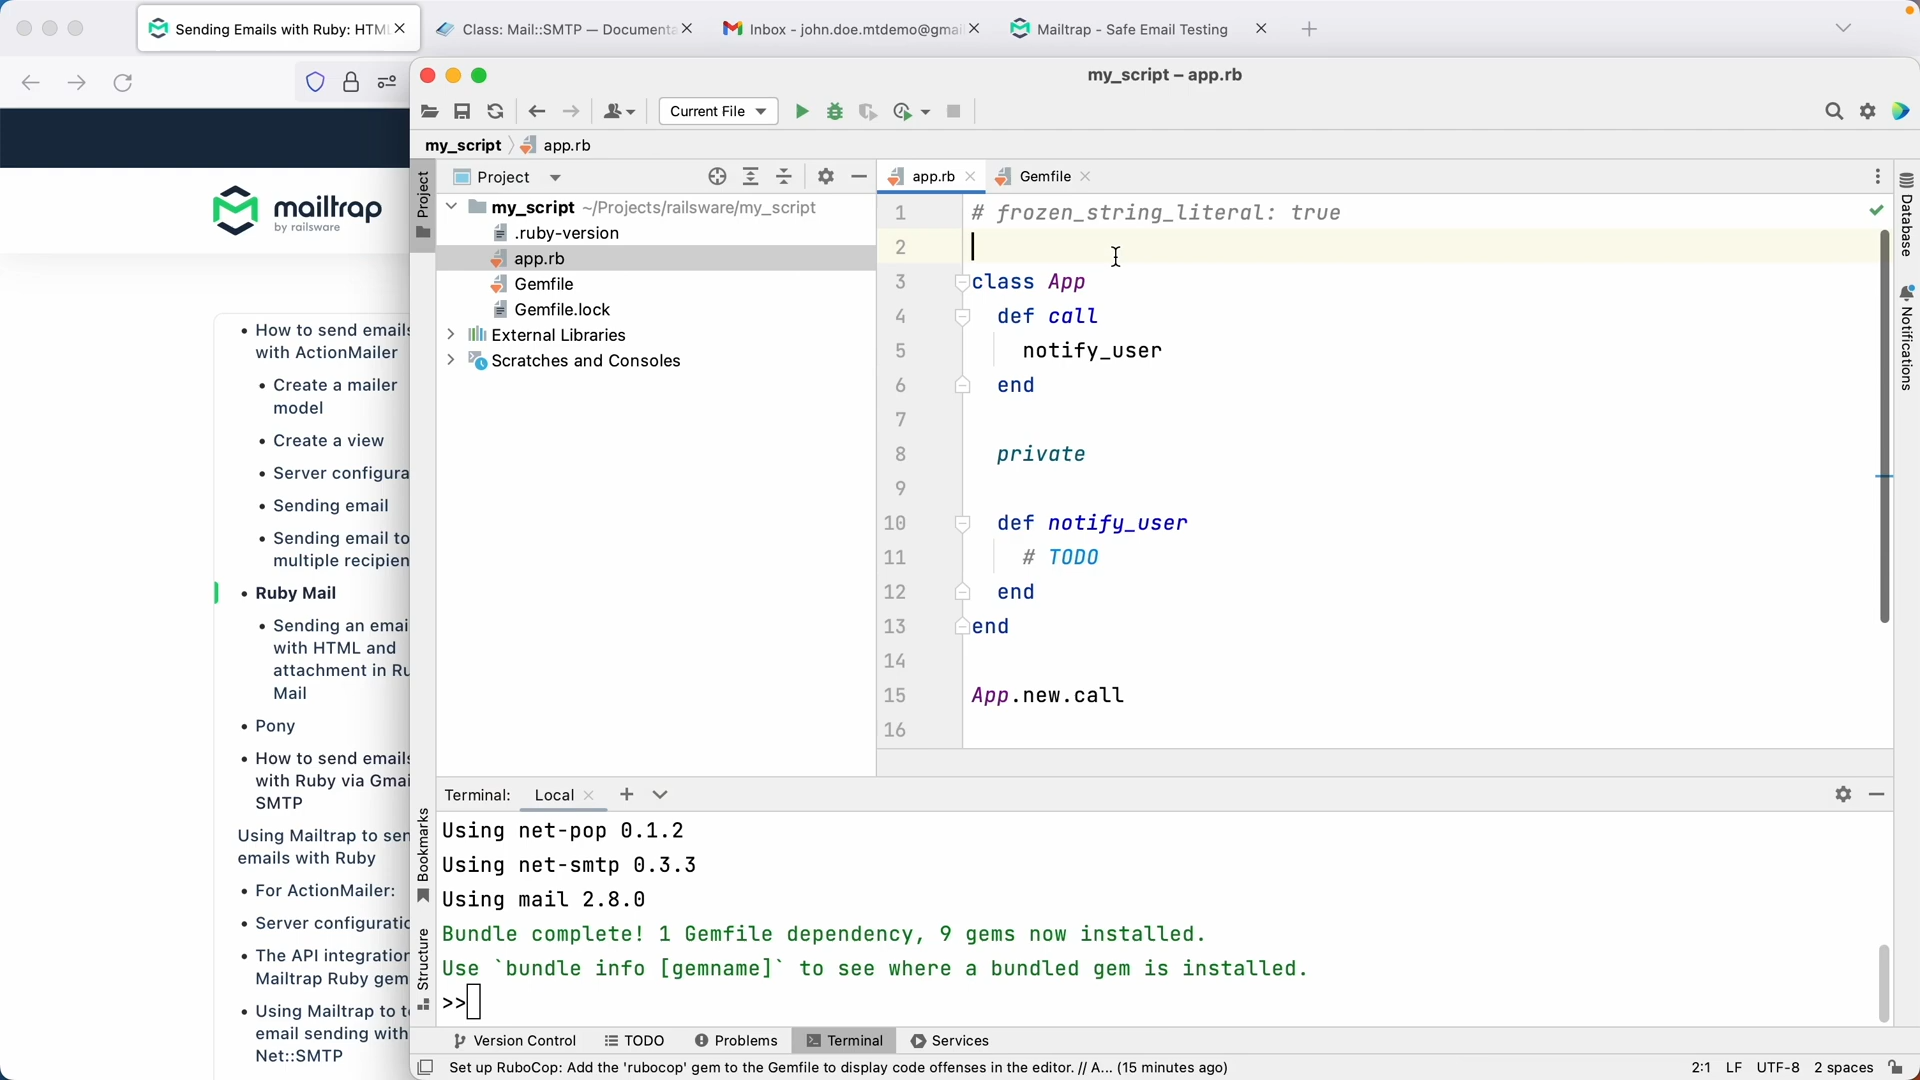 Sending Emails with Ruby: HTML
Class: Mail::SMTP — Documenta
Inbox - john.doe.mtdemo@gmai
Mailtrap - Safe Email Testing
my_script – app.rb
Current File
my_script
app.rb
mailtrap
by railsware
How to send emails
with ActionMailer
Create a mailer
model
Create a view
Server configura
Sending email
Sending email to
multiple recipien
Ruby Mail
Sending an emai
with HTML and
attachment in Ru
Mail
Pony
How to send emails
with Ruby via Gmai
SMTP
Using Mailtrap to sen
emails with Ruby
For ActionMailer:
Server configuratio
The API integration
Mailtrap Ruby gem
Using Mailtrap to te
email sending with
Net::SMTP
Project
Bookmarks
Structure
Project
my_script ~/Projects/railsware/my_script
.ruby-version
app.rb
Gemfile
Gemfile.lock
External Libraries
Scratches and Consoles
app.rb
Gemfile
1 # frozen_string_literal: true
2
3 class App
4 def call
5 notify_user
6 end
7
8 private
9
10 def notify_user
11 # TODO
12 end
13 end
14
15 App.new.call
16
Database
Notifications
Terminal:
Local
Using net-pop 0.1.2
Using net-smtp 0.3.3
Using mail 2.8.0
Bundle complete! 1 Gemfile dependency, 9 gems now installed.
Use `bundle info [gemname]` to see where a bundled gem is installed.
>>
Version Control
TODO
Problems
Terminal
Services
Set up RuboCop: Add the 'rubocop' gem to the Gemfile to display code offenses in the editor. // A... (15 minutes ago)
2:1 LF UTF-8 2 spaces